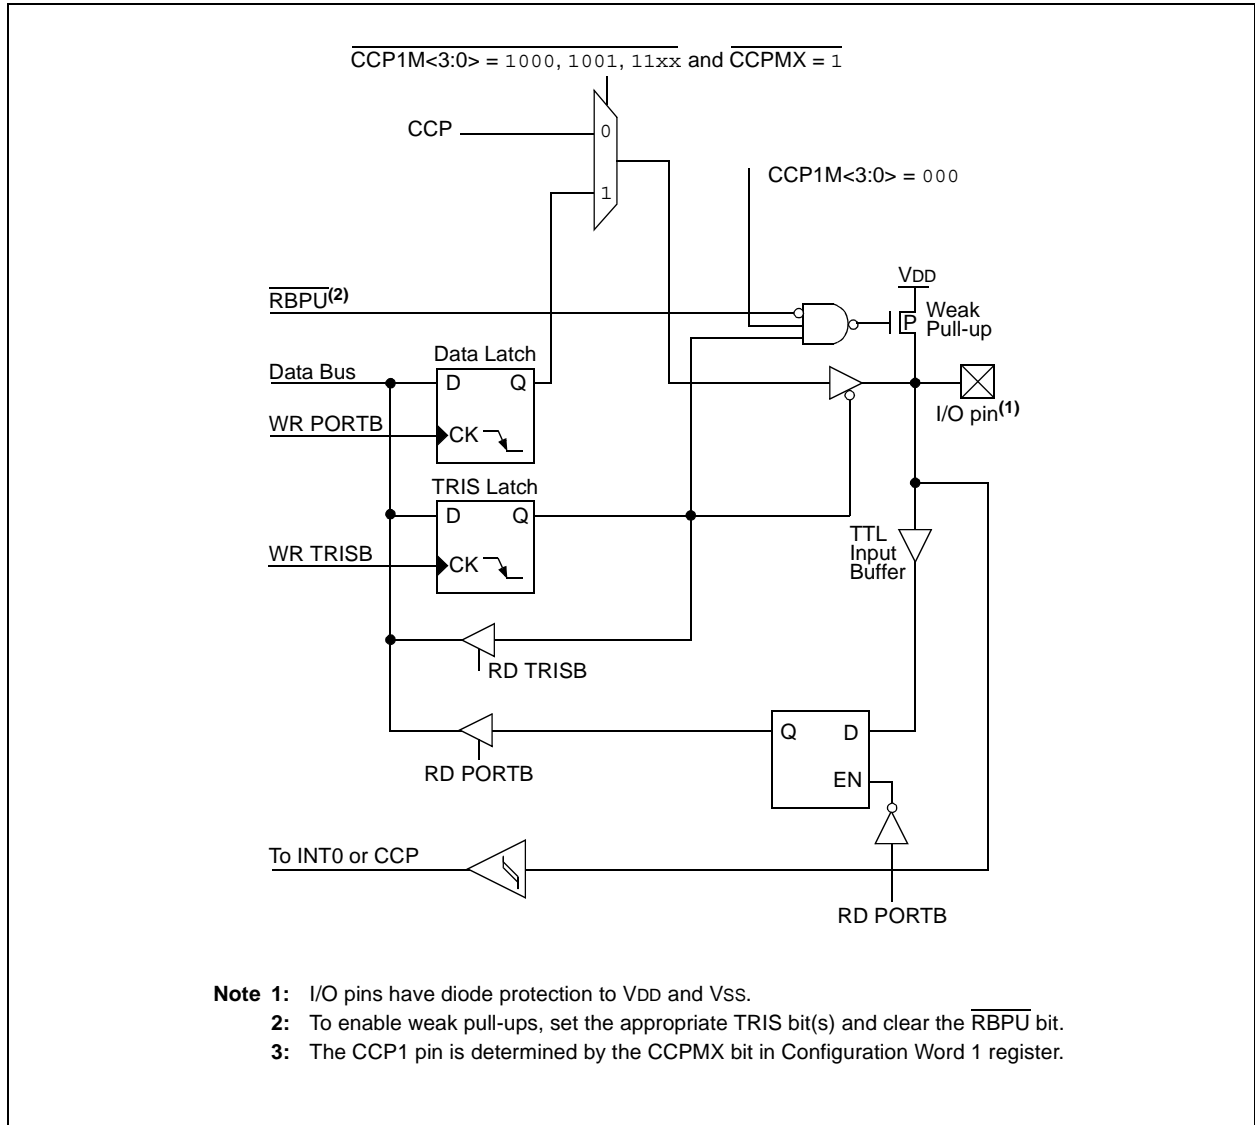 CCP1M<3:0> = 1000, 1001, 11xx and CCPMX = 1
CCP
0
1
CCP1M<3:0> = 000
VDD
RBPU(2)
Weak
Pull-up
P
Data Latch
Data Bus
D Q
I/O pin(1)
WR PORTB
CK
TRIS Latch
D Q
TTL
Input
Buffer
WR TRISB
CK
RD TRISB
Q D
EN
RD PORTB
To INT0 or CCP
RD PORTB
Note 1: I/O pins have diode protection to VDD and VSS.
2: To enable weak pull-ups, set the appropriate TRIS bit(s) and clear the RBPU bit.
3: The CCP1 pin is determined by the CCPMX bit in Configuration Word 1 register.